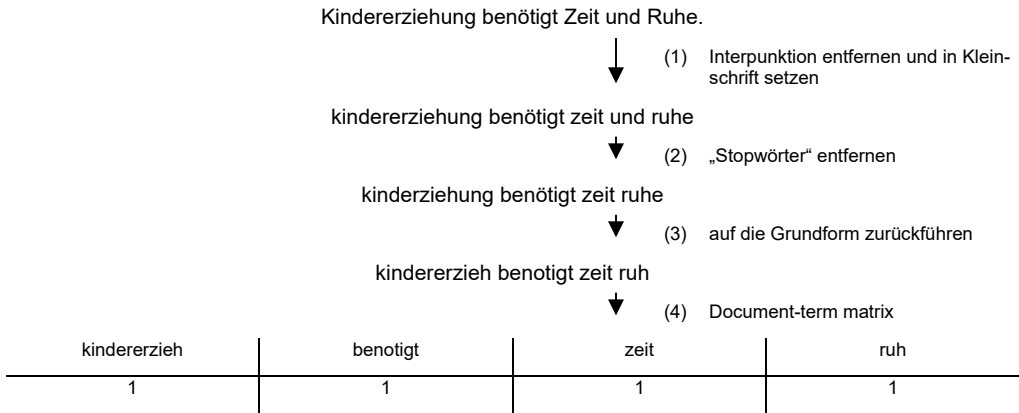 Kindererziehung benötigt Zeit und Ruhe.
(1) Interpunktion entfernen und in Klein-
schrift setzen
kindererziehung benötigt zeit und ruhe
(2) „Stopwörter“ entfernen
kinderziehung benötigt zeit ruhe
(3) auf die Grundform zurückführen
kindererzieh benotigt zeit ruh
(4) Document-term matrix
kindererzieh benotigt zeit ruh
1 1 1 1